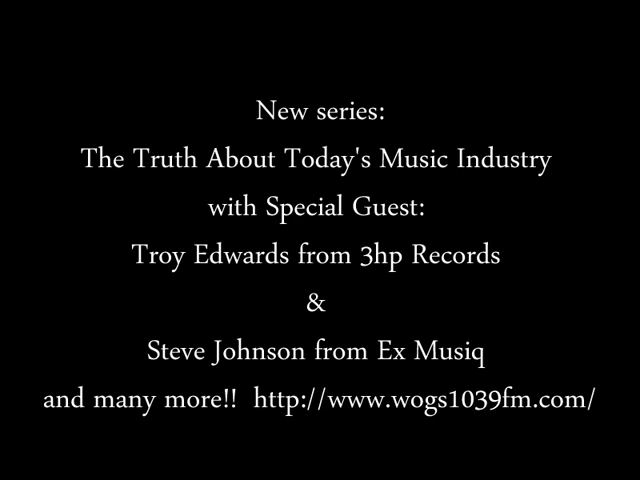 New series:
The Truth About Today's Music Industry
with Special Guest:
Troy Edwards from 3hp Records
&
Steve Johnson from Ex Musiq
and many more!!  http://www.wogs1039fm.com/